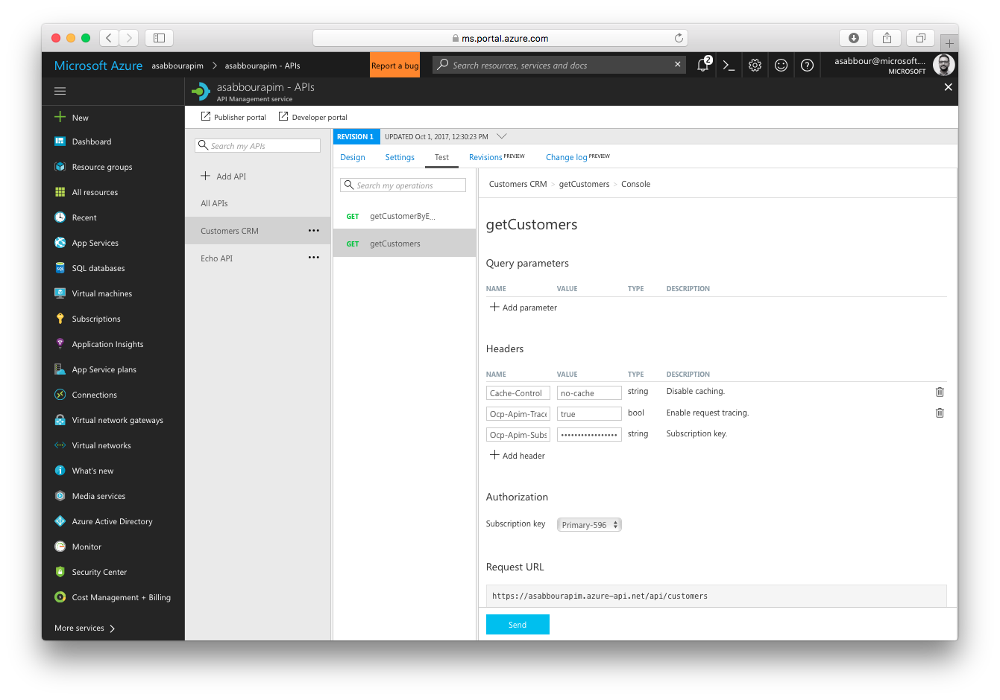 ms.portal.azure.com
Microsoft Azure asabbourapim > asabbourapim - APIs
Report a bug
Search resources, services and docs
2
asabbour@microsoft....
MICROSOFT
asabbourapim - APIs
API Management service
Publisher portal
Developer portal
New
Dashboard
Resource groups
All resources
Recent
App Services
SQL databases
Virtual machines
Subscriptions
Application Insights
App Service plans
Connections
Virtual network gateways
Virtual networks
What's new
Media services
Azure Active Directory
Monitor
Security Center
Cost Management + Billing
More services >
Search my APIs
Add API
All APIs
Customers CRM
Echo API
REVISION 1 UPDATED Oct 1, 2017, 12:30:23 PM
Design Settings Test Revisions PREVIEW Change log PREVIEW
Search my operations
GET getCustomerByE...
GET getCustomers
Customers CRM > getCustomers > Console
getCustomers
Query parameters
NAME VALUE TYPE DESCRIPTION
Add parameter
Headers
NAME VALUE TYPE DESCRIPTION
Cache-Control no-cache string Disable caching.
Ocp-Apim-Trace true bool Enable request tracing.
Ocp-Apim-Subs ••••••••••••••••• string Subscription key.
Add header
Authorization
Subscription key Primary-596
Request URL
https://asabbourapim.azure-api.net/api/customers
Send